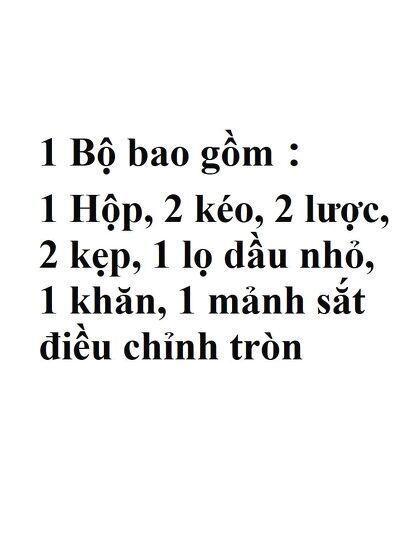 1 Bộ bao gồm :
1 Hộp, 2 kéo, 2 lược,
2 kẹp, 1 lọ dầu nhỏ,
1 khăn, 1 mảnh sắt
điều chỉnh tròn